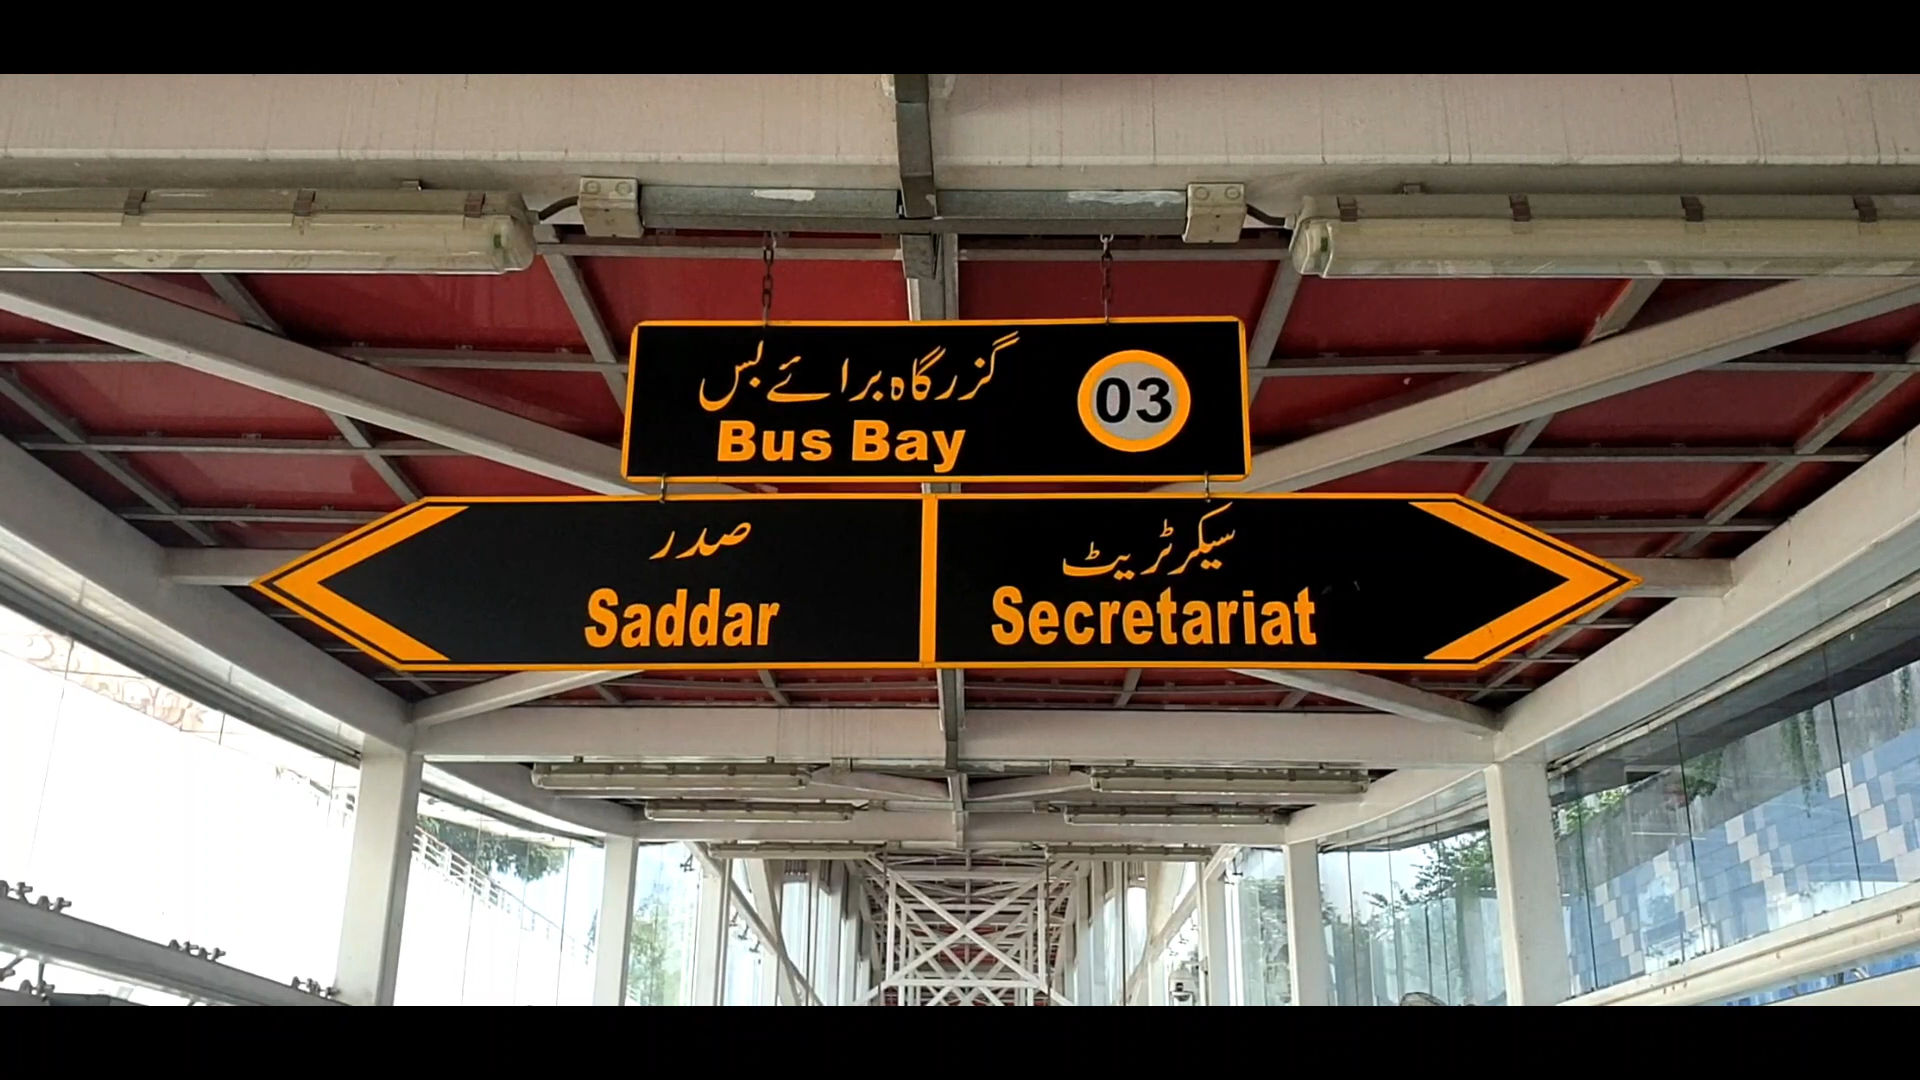 گزرگاہ برائے بس
Bus Bay
03
صدر
Saddar
سیکرٹریٹ
Secretariat